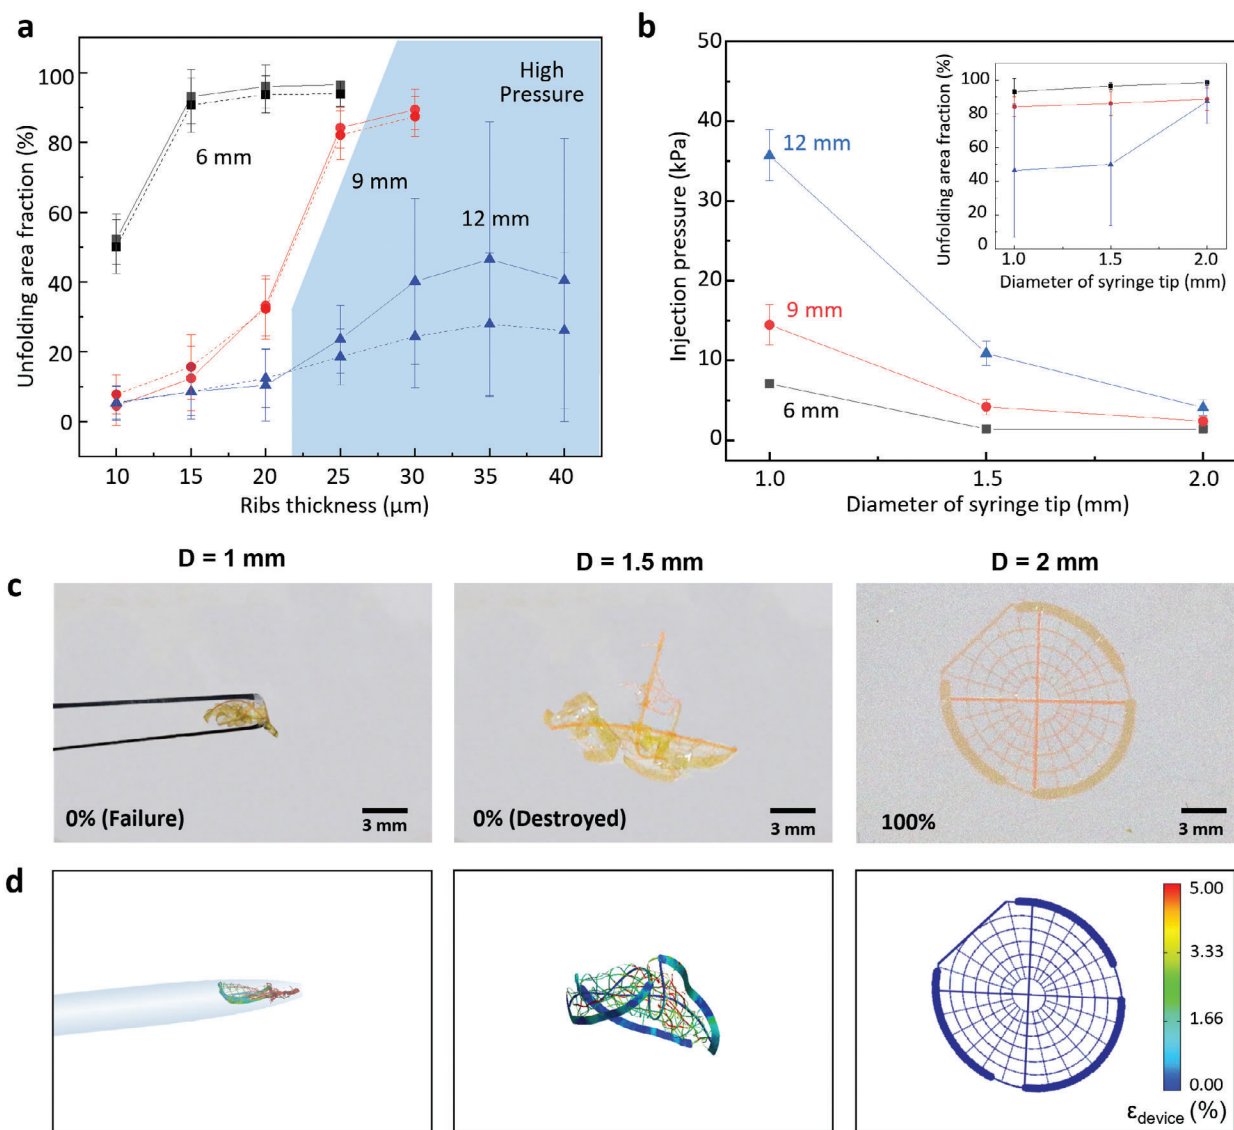 a
Unfolding area fraction (%)
100
80
60
40
20
0
10
15
20
25
30
35
40
Ribs thickness (µm)
6 mm
9 mm
12 mm
High
Pressure
b
Injection pressure (kPa)
50
40
30
20
10
0
1.0
1.5
2.0
Diameter of syringe tip (mm)
12 mm
9 mm
6 mm
Unfolding area fraction (%)
100
80
60
40
20
0
1.0
1.5
2.0
Diameter of syringe tip (mm)
c
D = 1 mm
D = 1.5 mm
D = 2 mm
0% (Failure)
3 mm
0% (Destroyed)
3 mm
100%
3 mm
d
5.00
3.33
1.66
0.00
εdevice (%)